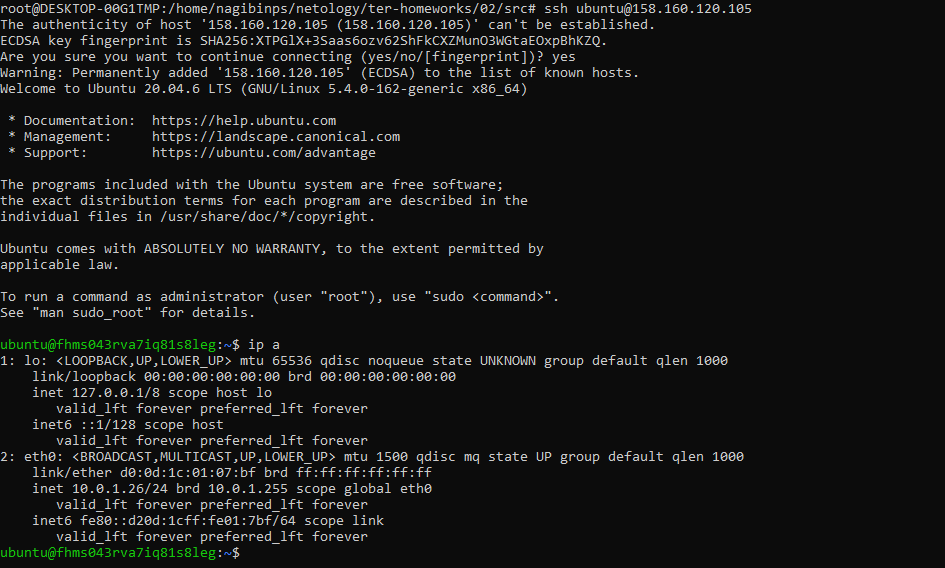 root@DESKTOP-00G1TMP:/home/nagibinps/netology/ter-homeworks/02/src# ssh ubuntu@158.160.120.105
The authenticity of host '158.160.120.105 (158.160.120.105)' can't be established.
ECDSA key fingerprint is SHA256:XTPGlX+3Saas6ozv62ShFkCXZMunO3WGtaEOxpBhKZQ.
Are you sure you want to continue connecting (yes/no/[fingerprint])? yes
Warning: Permanently added '158.160.120.105' (ECDSA) to the list of known hosts.
Welcome to Ubuntu 20.04.6 LTS (GNU/Linux 5.4.0-162-generic x86_64)

 * Documentation:  https://help.ubuntu.com
 * Management:     https://landscape.canonical.com
 * Support:        https://ubuntu.com/advantage

The programs included with the Ubuntu system are free software;
the exact distribution terms for each program are described in the
individual files in /usr/share/doc/*/copyright.

Ubuntu comes with ABSOLUTELY NO WARRANTY, to the extent permitted by
applicable law.

To run a command as administrator (user "root"), use "sudo <command>".
See "man sudo_root" for details.

ubuntu@fhms043rva7iq81s8leg:~$ ip a
1: lo: <LOOPBACK,UP,LOWER_UP> mtu 65536 qdisc noqueue state UNKNOWN group default qlen 1000
    link/loopback 00:00:00:00:00:00 brd 00:00:00:00:00:00
    inet 127.0.0.1/8 scope host lo
       valid_lft forever preferred_lft forever
    inet6 ::1/128 scope host
       valid_lft forever preferred_lft forever
2: eth0: <BROADCAST,MULTICAST,UP,LOWER_UP> mtu 1500 qdisc mq state UP group default qlen 1000
    link/ether d0:0d:1c:01:07:bf brd ff:ff:ff:ff:ff:ff
    inet 10.0.1.26/24 brd 10.0.1.255 scope global eth0
       valid_lft forever preferred_lft forever
    inet6 fe80::d20d:1cff:fe01:7bf/64 scope link
       valid_lft forever preferred_lft forever
ubuntu@fhms043rva7iq81s8leg:~$